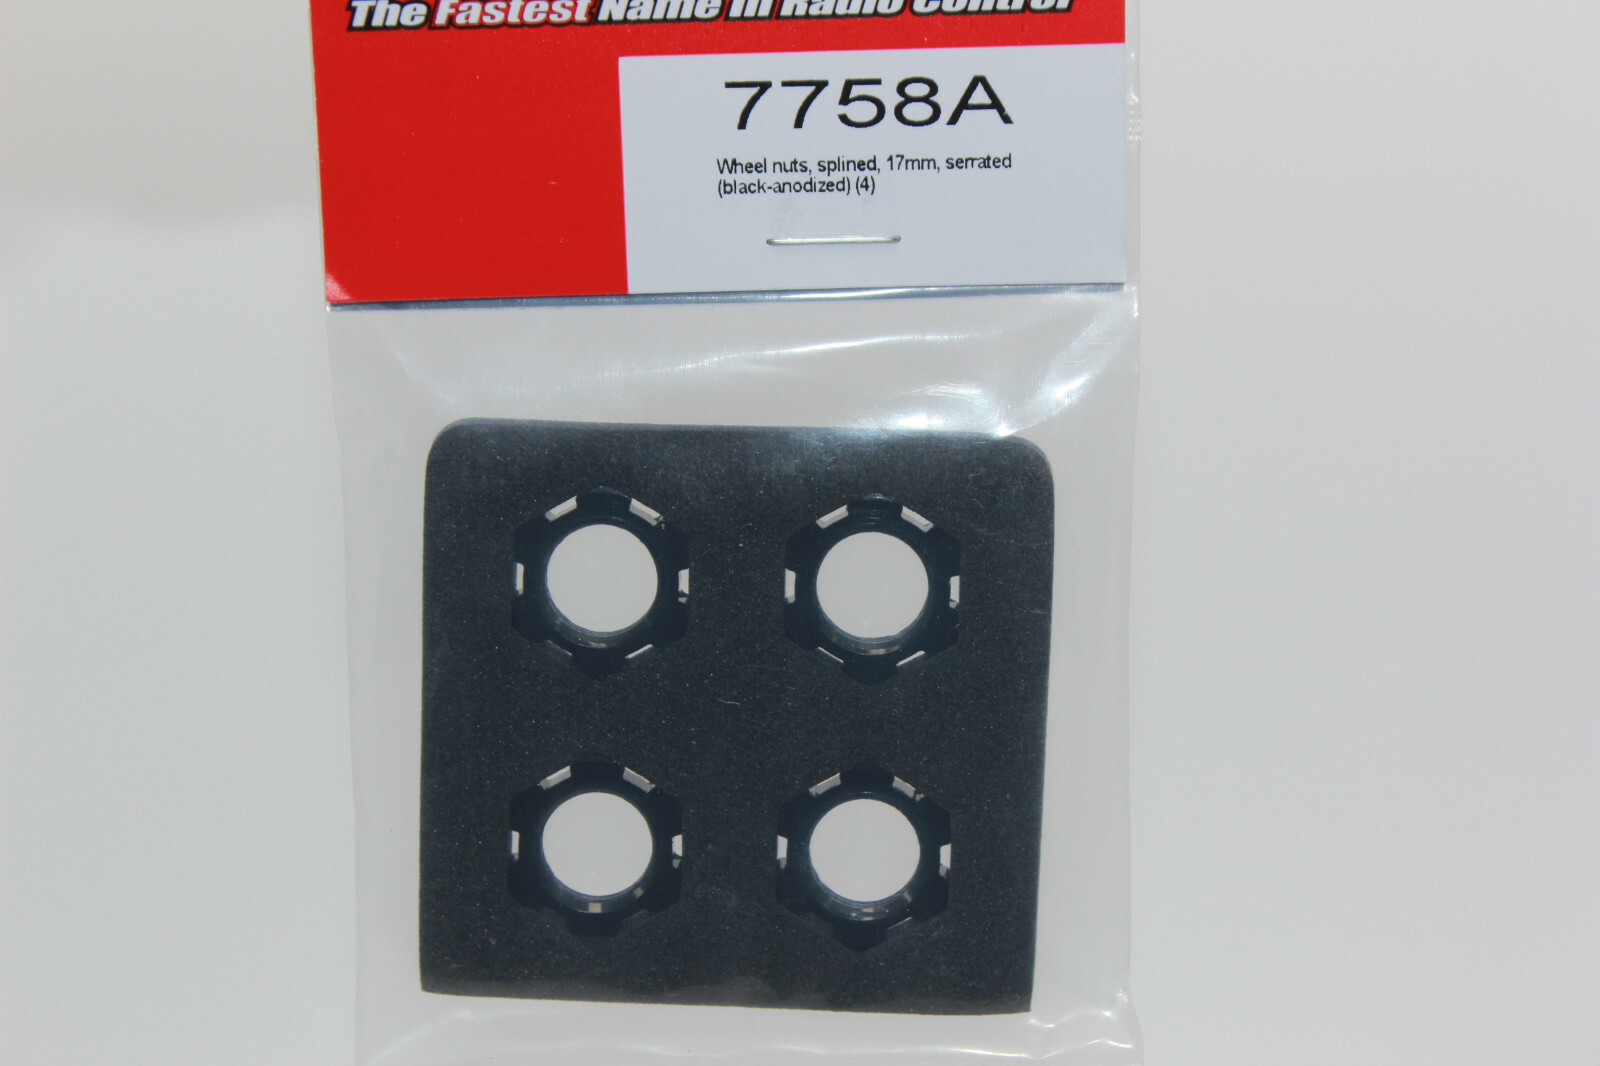 The Fastest Name in Radio Control
7758A
Wheel nuts, splined, 17mm, serrated
(black-anodized) (4)